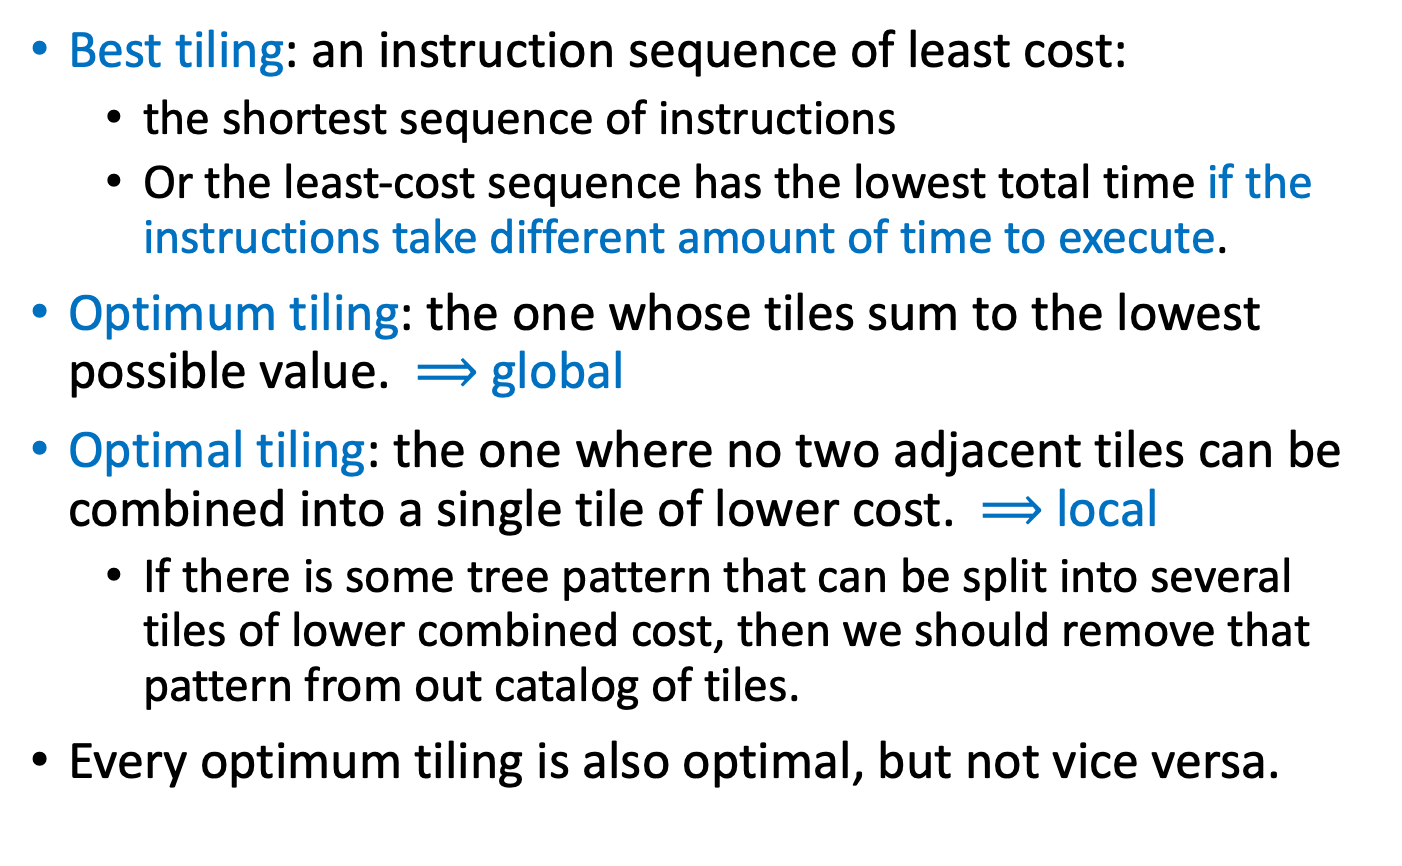 • Best tiling: an instruction sequence of least cost:
• the shortest sequence of instructions
• Or the least-cost sequence has the lowest total time if the
instructions take different amount of time to execute.
• Optimum tiling: the one whose tiles sum to the lowest
possible value. ⟹ global
• Optimal tiling: the one where no two adjacent tiles can be
combined into a single tile of lower cost. ⟹ local
• If there is some tree pattern that can be split into several
tiles of lower combined cost, then we should remove that
pattern from out catalog of tiles.
• Every optimum tiling is also optimal, but not vice versa.